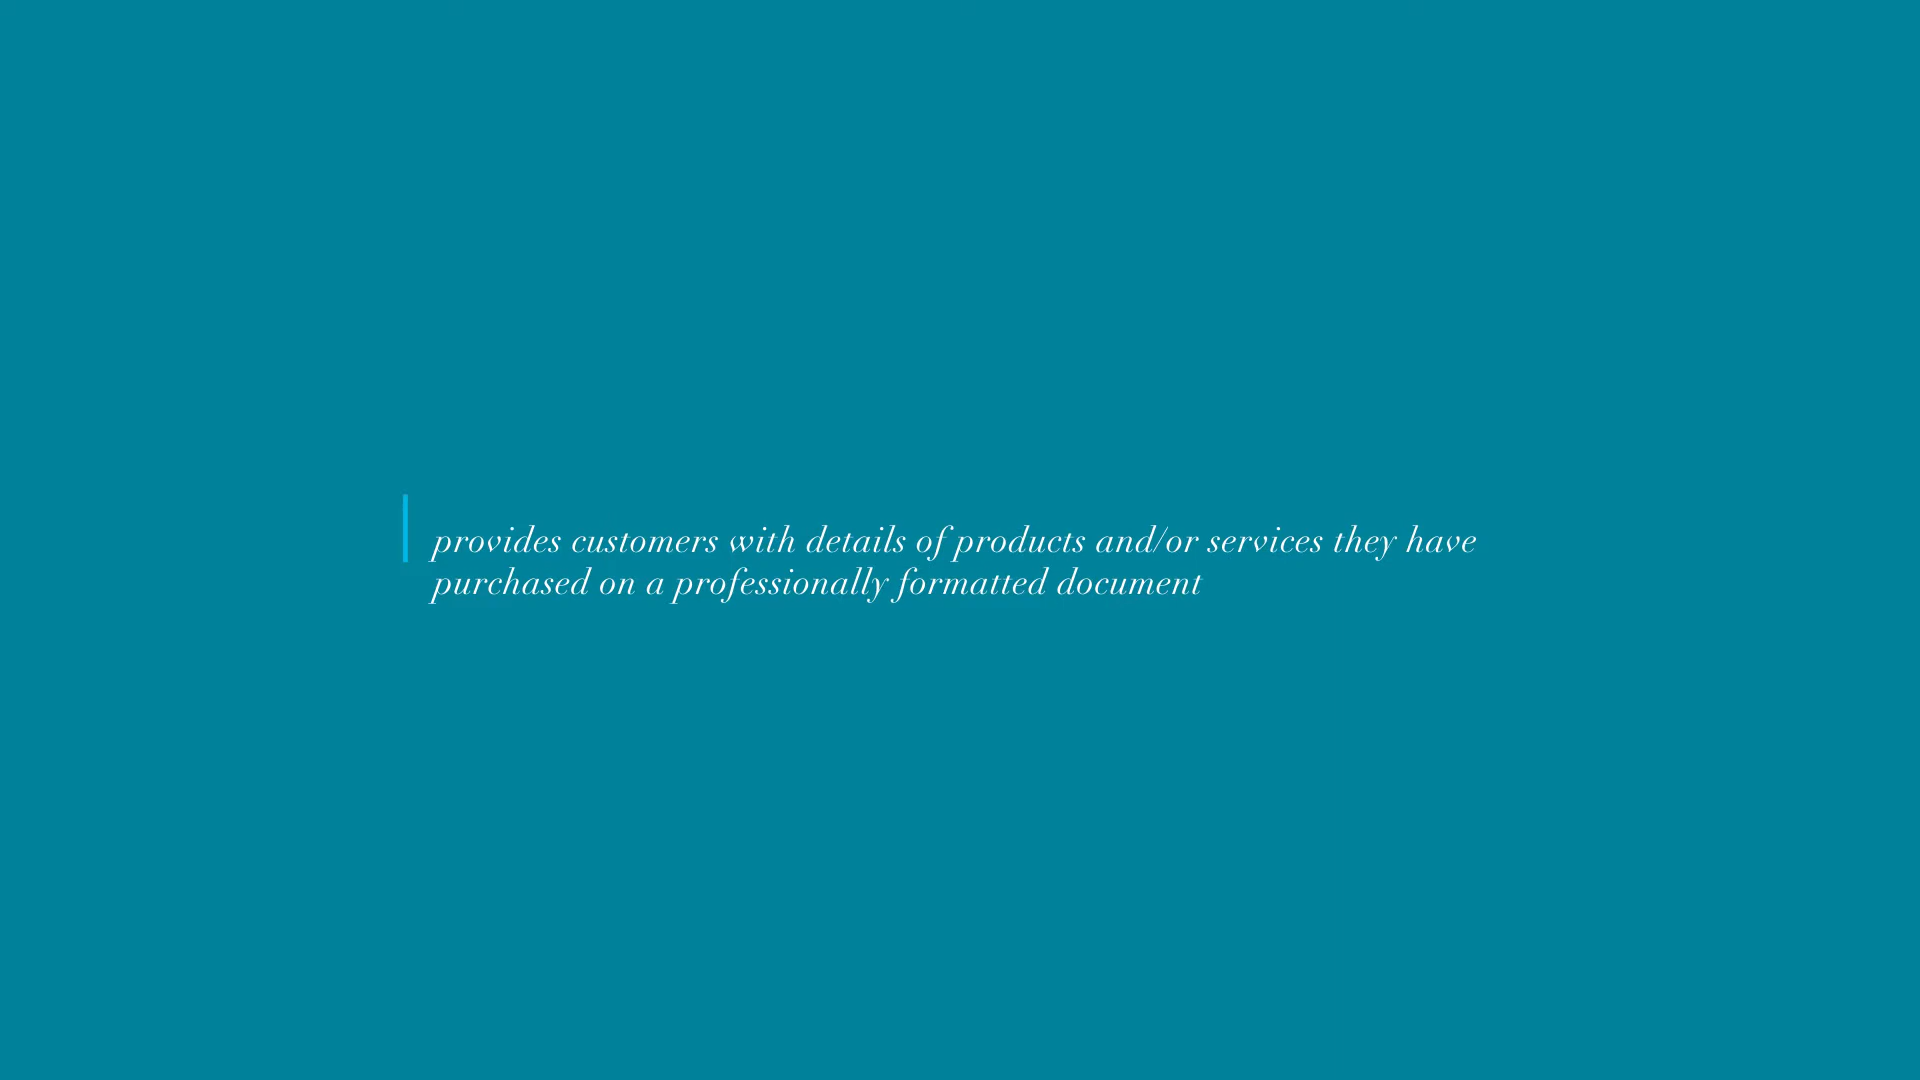 provides customers with details of products and/or services they have
purchased on a professionally formatted document